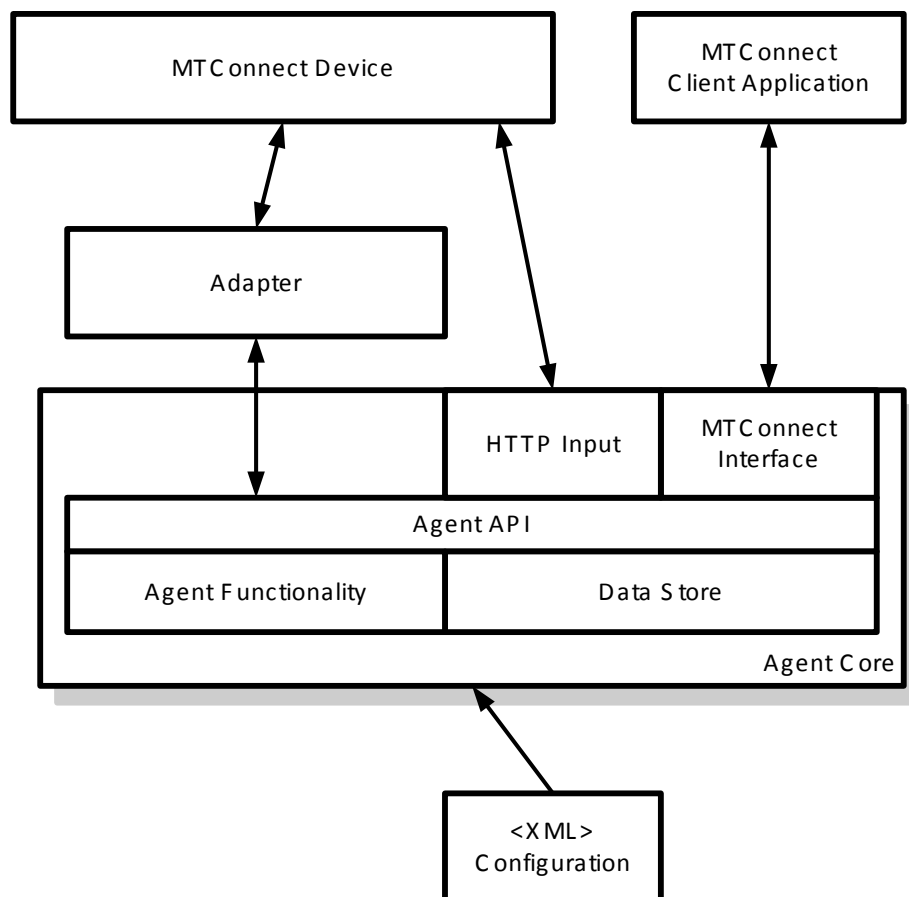 MTConnect Device
MTConnect
Client Application
Adapter
HTTP Input
MTConnect
Interface
Agent API
Agent Functionality
Data Store
Agent Core
<XML>
Configuration